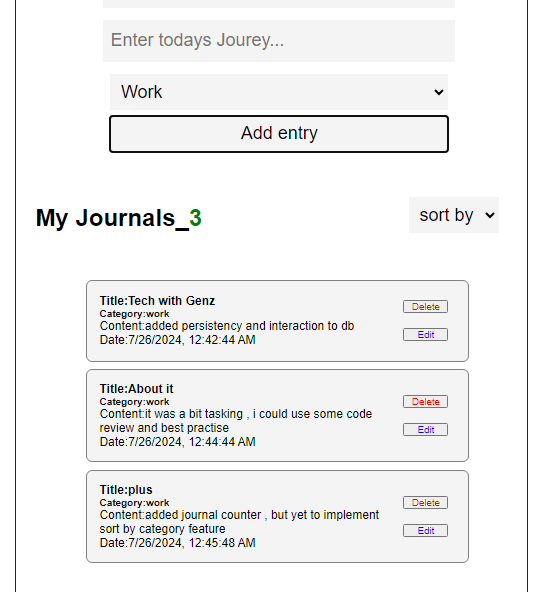 Enter todays Jourey...
Work
Add entry
My Journals_3
sort by
Title:Tech with Genz
Category:work
Content:added persistency and interaction to db
Date:7/26/2024, 12:42:44 AM
Delete
Edit
Title:About it
Category:work
Content:it was a bit tasking , i could use some code
review and best practise
Date:7/26/2024, 12:44:44 AM
Delete
Edit
Title:plus
Category:work
Content:added journal counter , but yet to implement
sort by category feature
Date:7/26/2024, 12:45:48 AM
Delete
Edit